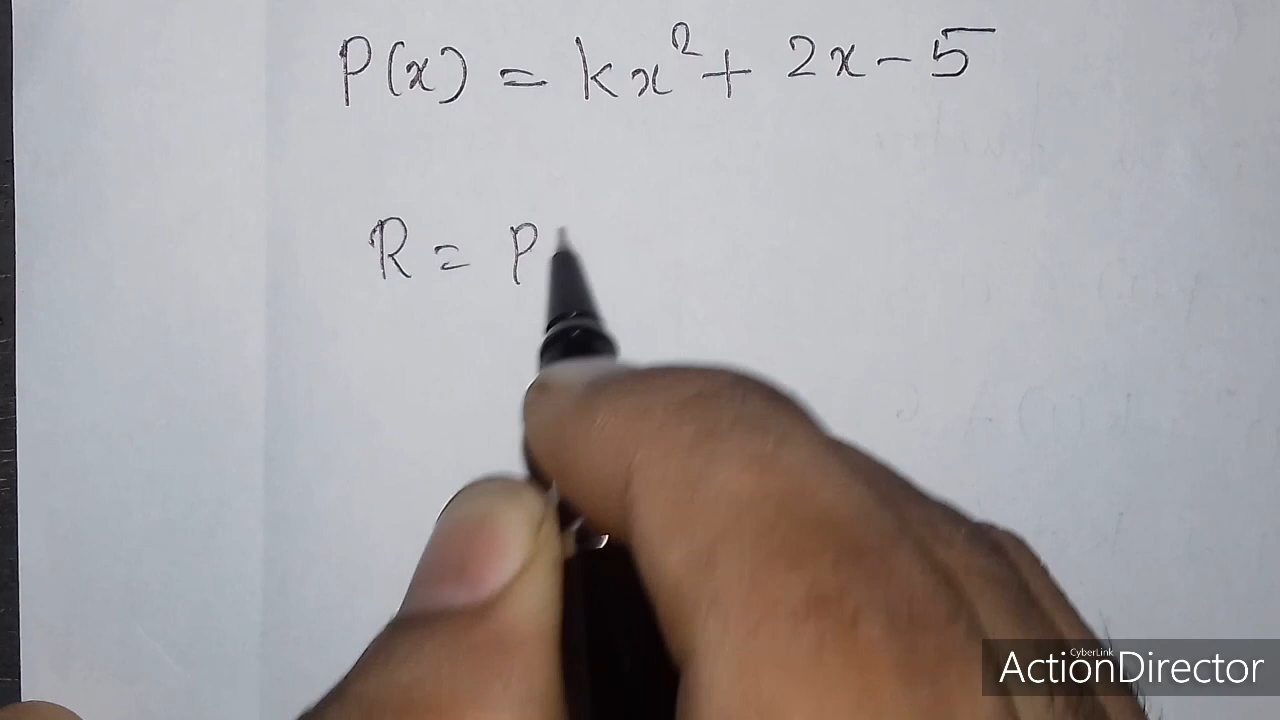 P(x) = kx² + 2x - 5
R = P
CyberLink
ActionDirector